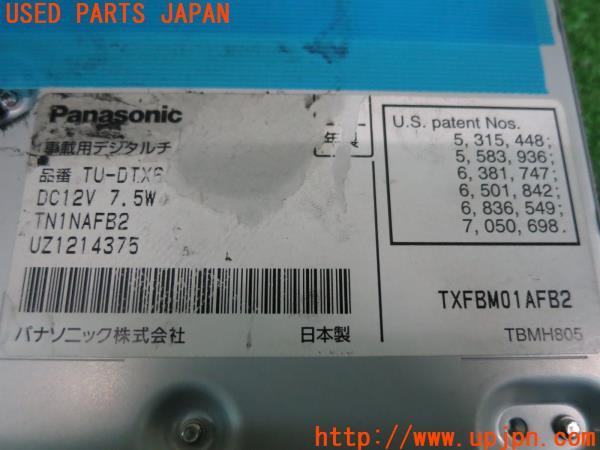 USED PARTS JAPAN
Panasonic
車載用デジタルチ
年
品番 TU-DTX
DC12V 7.5W
TN1NAFB2
UZ1214375
パナソニック株式会社 日本製
U.S. patent Nos.
5, 315, 448;
5, 583, 936;
6, 381, 747;
6, 501, 842;
6, 836, 549;
7, 050, 698.
TXFBM01AFB2
TBMH805
http://www.upjpn.com